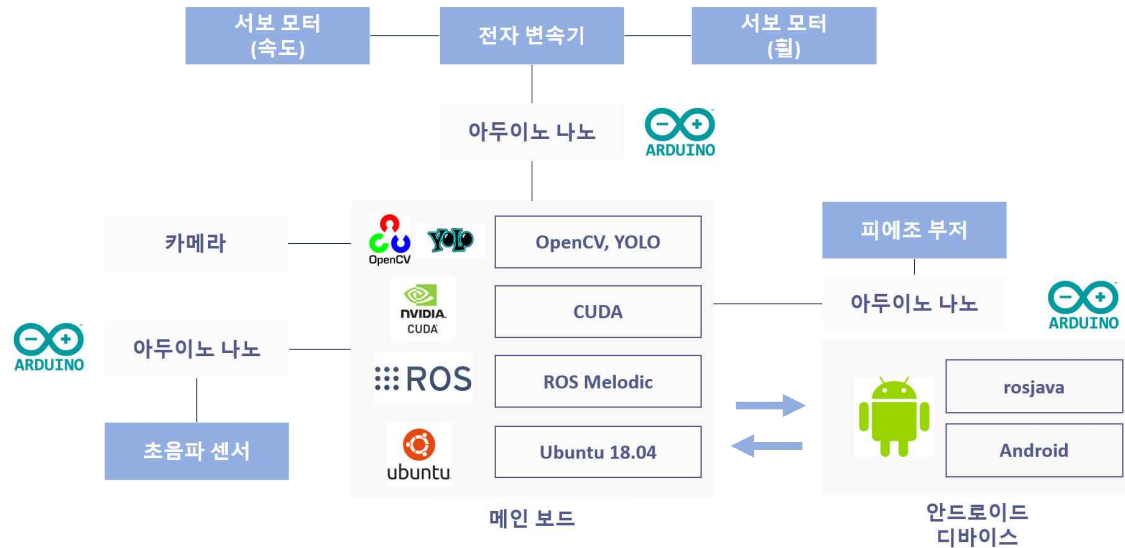 서보 모터
(속도)
전자 변속기
서보 모터
(휠)
아두이노 나노
ARDUINO
카메라
OpenCV
YOLO
OpenCV, YOLO
피에조 부저
NVIDIA.
CUDA
CUDA
아두이노 나노
ARDUINO
ARDUINO
아두이노 나노
ROS
ROS Melodic
rosjava
초음파 센서
ubuntu
Ubuntu 18.04
Android
메인 보드
안드로이드
디바이스